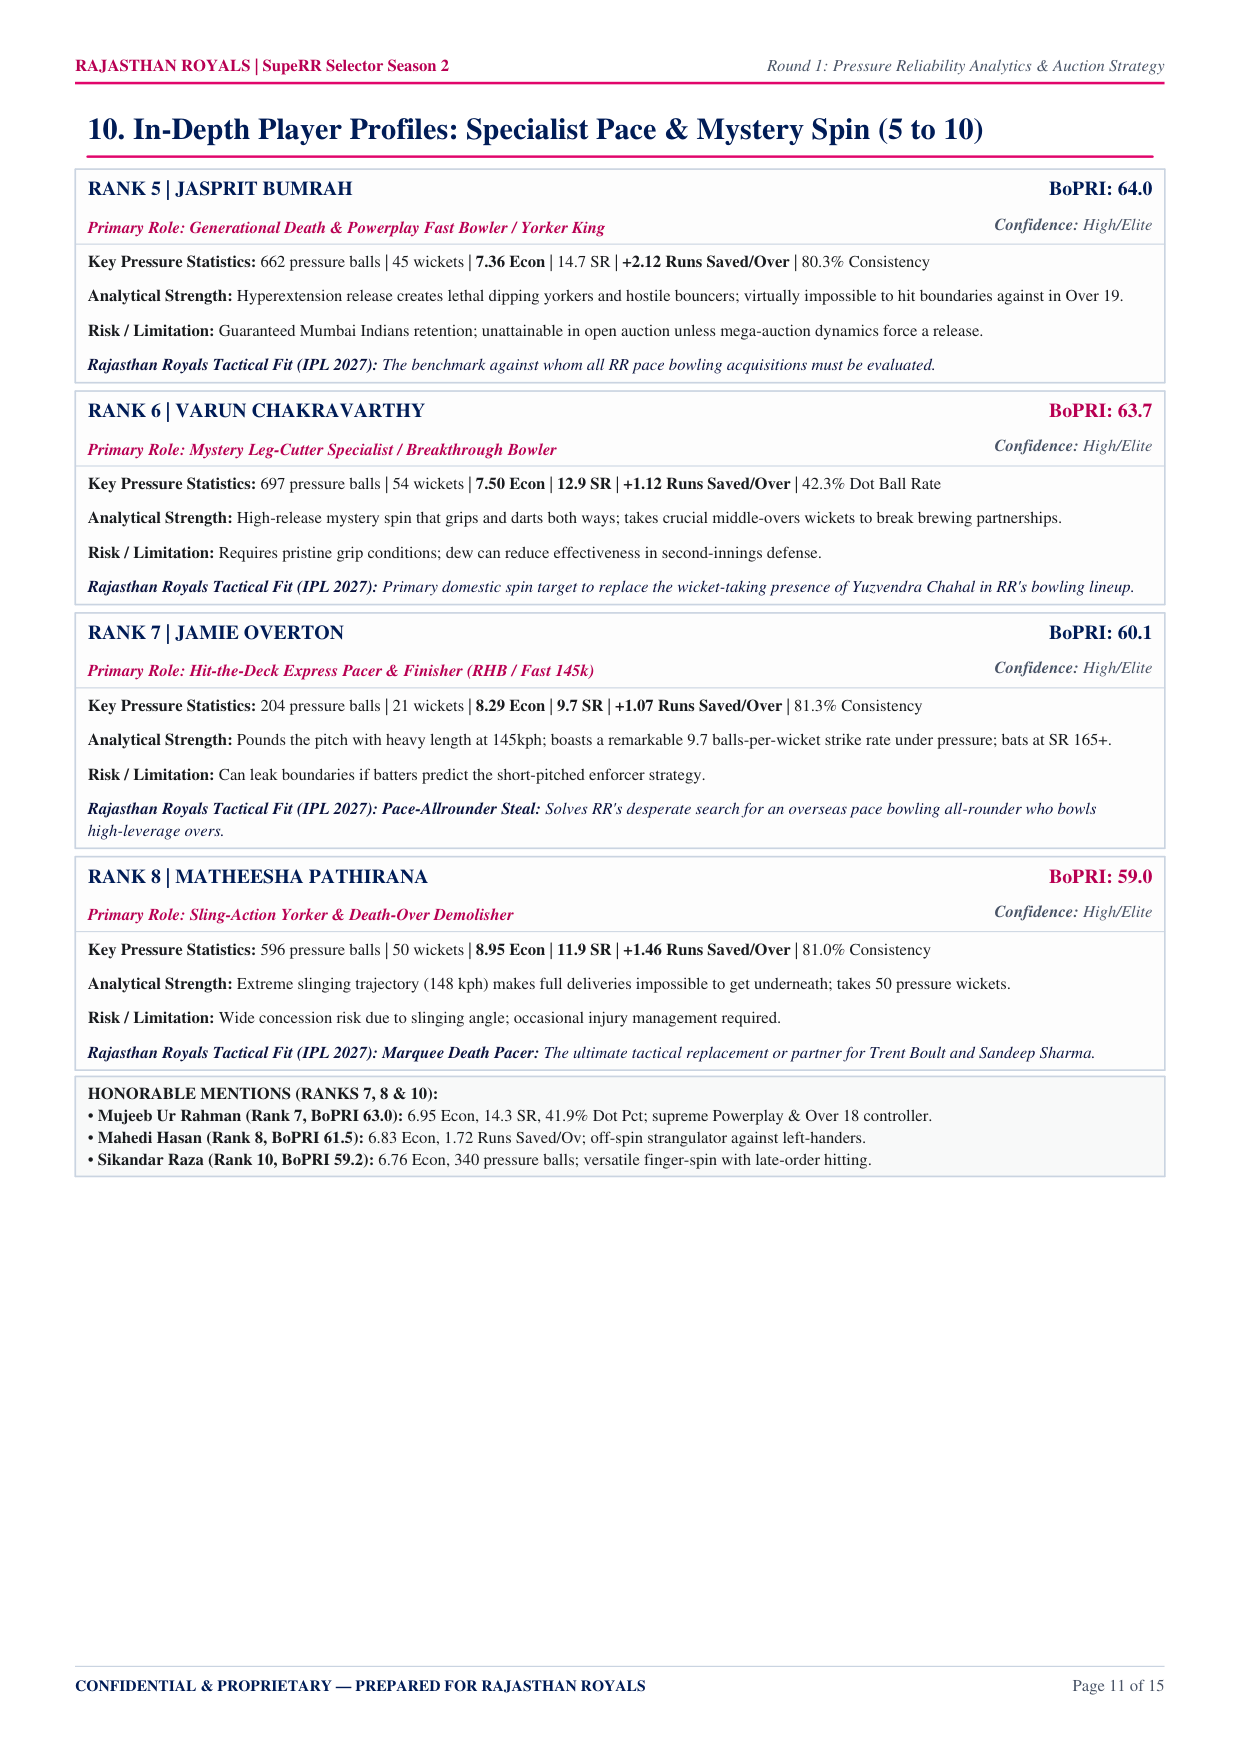 RAJASTHAN ROYALS | SupeRR Selector Season 2
Round 1: Pressure Reliability Analytics & Auction Strategy
10. In-Depth Player Profiles: Specialist Pace & Mystery Spin (5 to 10)
RANK 5 | JASPRIT BUMRAH
BoPRI: 64.0
Primary Role: Generational Death & Powerplay Fast Bowler / Yorker King
Confidence: High/Elite
Key Pressure Statistics: 662 pressure balls | 45 wickets | 7.36 Econ | 14.7 SR | +2.12 Runs Saved/Over | 80.3% Consistency
Analytical Strength: Hyperextension release creates lethal dipping yorkers and hostile bouncers; virtually impossible to hit boundaries against in Over 19.
Risk / Limitation: Guaranteed Mumbai Indians retention; unattainable in open auction unless mega-auction dynamics force a release.
Rajasthan Royals Tactical Fit (IPL 2027): The benchmark against whom all RR pace bowling acquisitions must be evaluated.
RANK 6 | VARUN CHAKRAVARTHY
BoPRI: 63.7
Primary Role: Mystery Leg-Cutter Specialist / Breakthrough Bowler
Confidence: High/Elite
Key Pressure Statistics: 697 pressure balls | 54 wickets | 7.50 Econ | 12.9 SR | +1.12 Runs Saved/Over | 42.3% Dot Ball Rate
Analytical Strength: High-release mystery spin that grips and darts both ways; takes crucial middle-overs wickets to break brewing partnerships.
Risk / Limitation: Requires pristine grip conditions; dew can reduce effectiveness in second-innings defense.
Rajasthan Royals Tactical Fit (IPL 2027): Primary domestic spin target to replace the wicket-taking presence of Yuzvendra Chahal in RR's bowling lineup.
RANK 7 | JAMIE OVERTON
BoPRI: 60.1
Primary Role: Hit-the-Deck Express Pacer & Finisher (RHB / Fast 145k)
Confidence: High/Elite
Key Pressure Statistics: 204 pressure balls | 21 wickets | 8.29 Econ | 9.7 SR | +1.07 Runs Saved/Over | 81.3% Consistency
Analytical Strength: Pounds the pitch with heavy length at 145kph; boasts a remarkable 9.7 balls-per-wicket strike rate under pressure; bats at SR 165+.
Risk / Limitation: Can leak boundaries if batters predict the short-pitched enforcer strategy.
Rajasthan Royals Tactical Fit (IPL 2027): Pace-Allrounder Steal: Solves RR's desperate search for an overseas pace bowling all-rounder who bowls
high-leverage overs.
RANK 8 | MATHEESHA PATHIRANA
BoPRI: 59.0
Primary Role: Sling-Action Yorker & Death-Over Demolisher
Confidence: High/Elite
Key Pressure Statistics: 596 pressure balls | 50 wickets | 8.95 Econ | 11.9 SR | +1.46 Runs Saved/Over | 81.0% Consistency
Analytical Strength: Extreme slinging trajectory (148 kph) makes full deliveries impossible to get underneath; takes 50 pressure wickets.
Risk / Limitation: Wide concession risk due to slinging angle; occasional injury management required.
Rajasthan Royals Tactical Fit (IPL 2027): Marquee Death Pacer: The ultimate tactical replacement or partner for Trent Boult and Sandeep Sharma.
HONORABLE MENTIONS (RANKS 7, 8 & 10):
• Mujeeb Ur Rahman (Rank 7, BoPRI 63.0): 6.95 Econ, 14.3 SR, 41.9% Dot Pct; supreme Powerplay & Over 18 controller.
• Mahedi Hasan (Rank 8, BoPRI 61.5): 6.83 Econ, 1.72 Runs Saved/Ov; off-spin strangulator against left-handers.
• Sikandar Raza (Rank 10, BoPRI 59.2): 6.76 Econ, 340 pressure balls; versatile finger-spin with late-order hitting.
CONFIDENTIAL & PROPRIETARY — PREPARED FOR RAJASTHAN ROYALS
Page 11 of 15